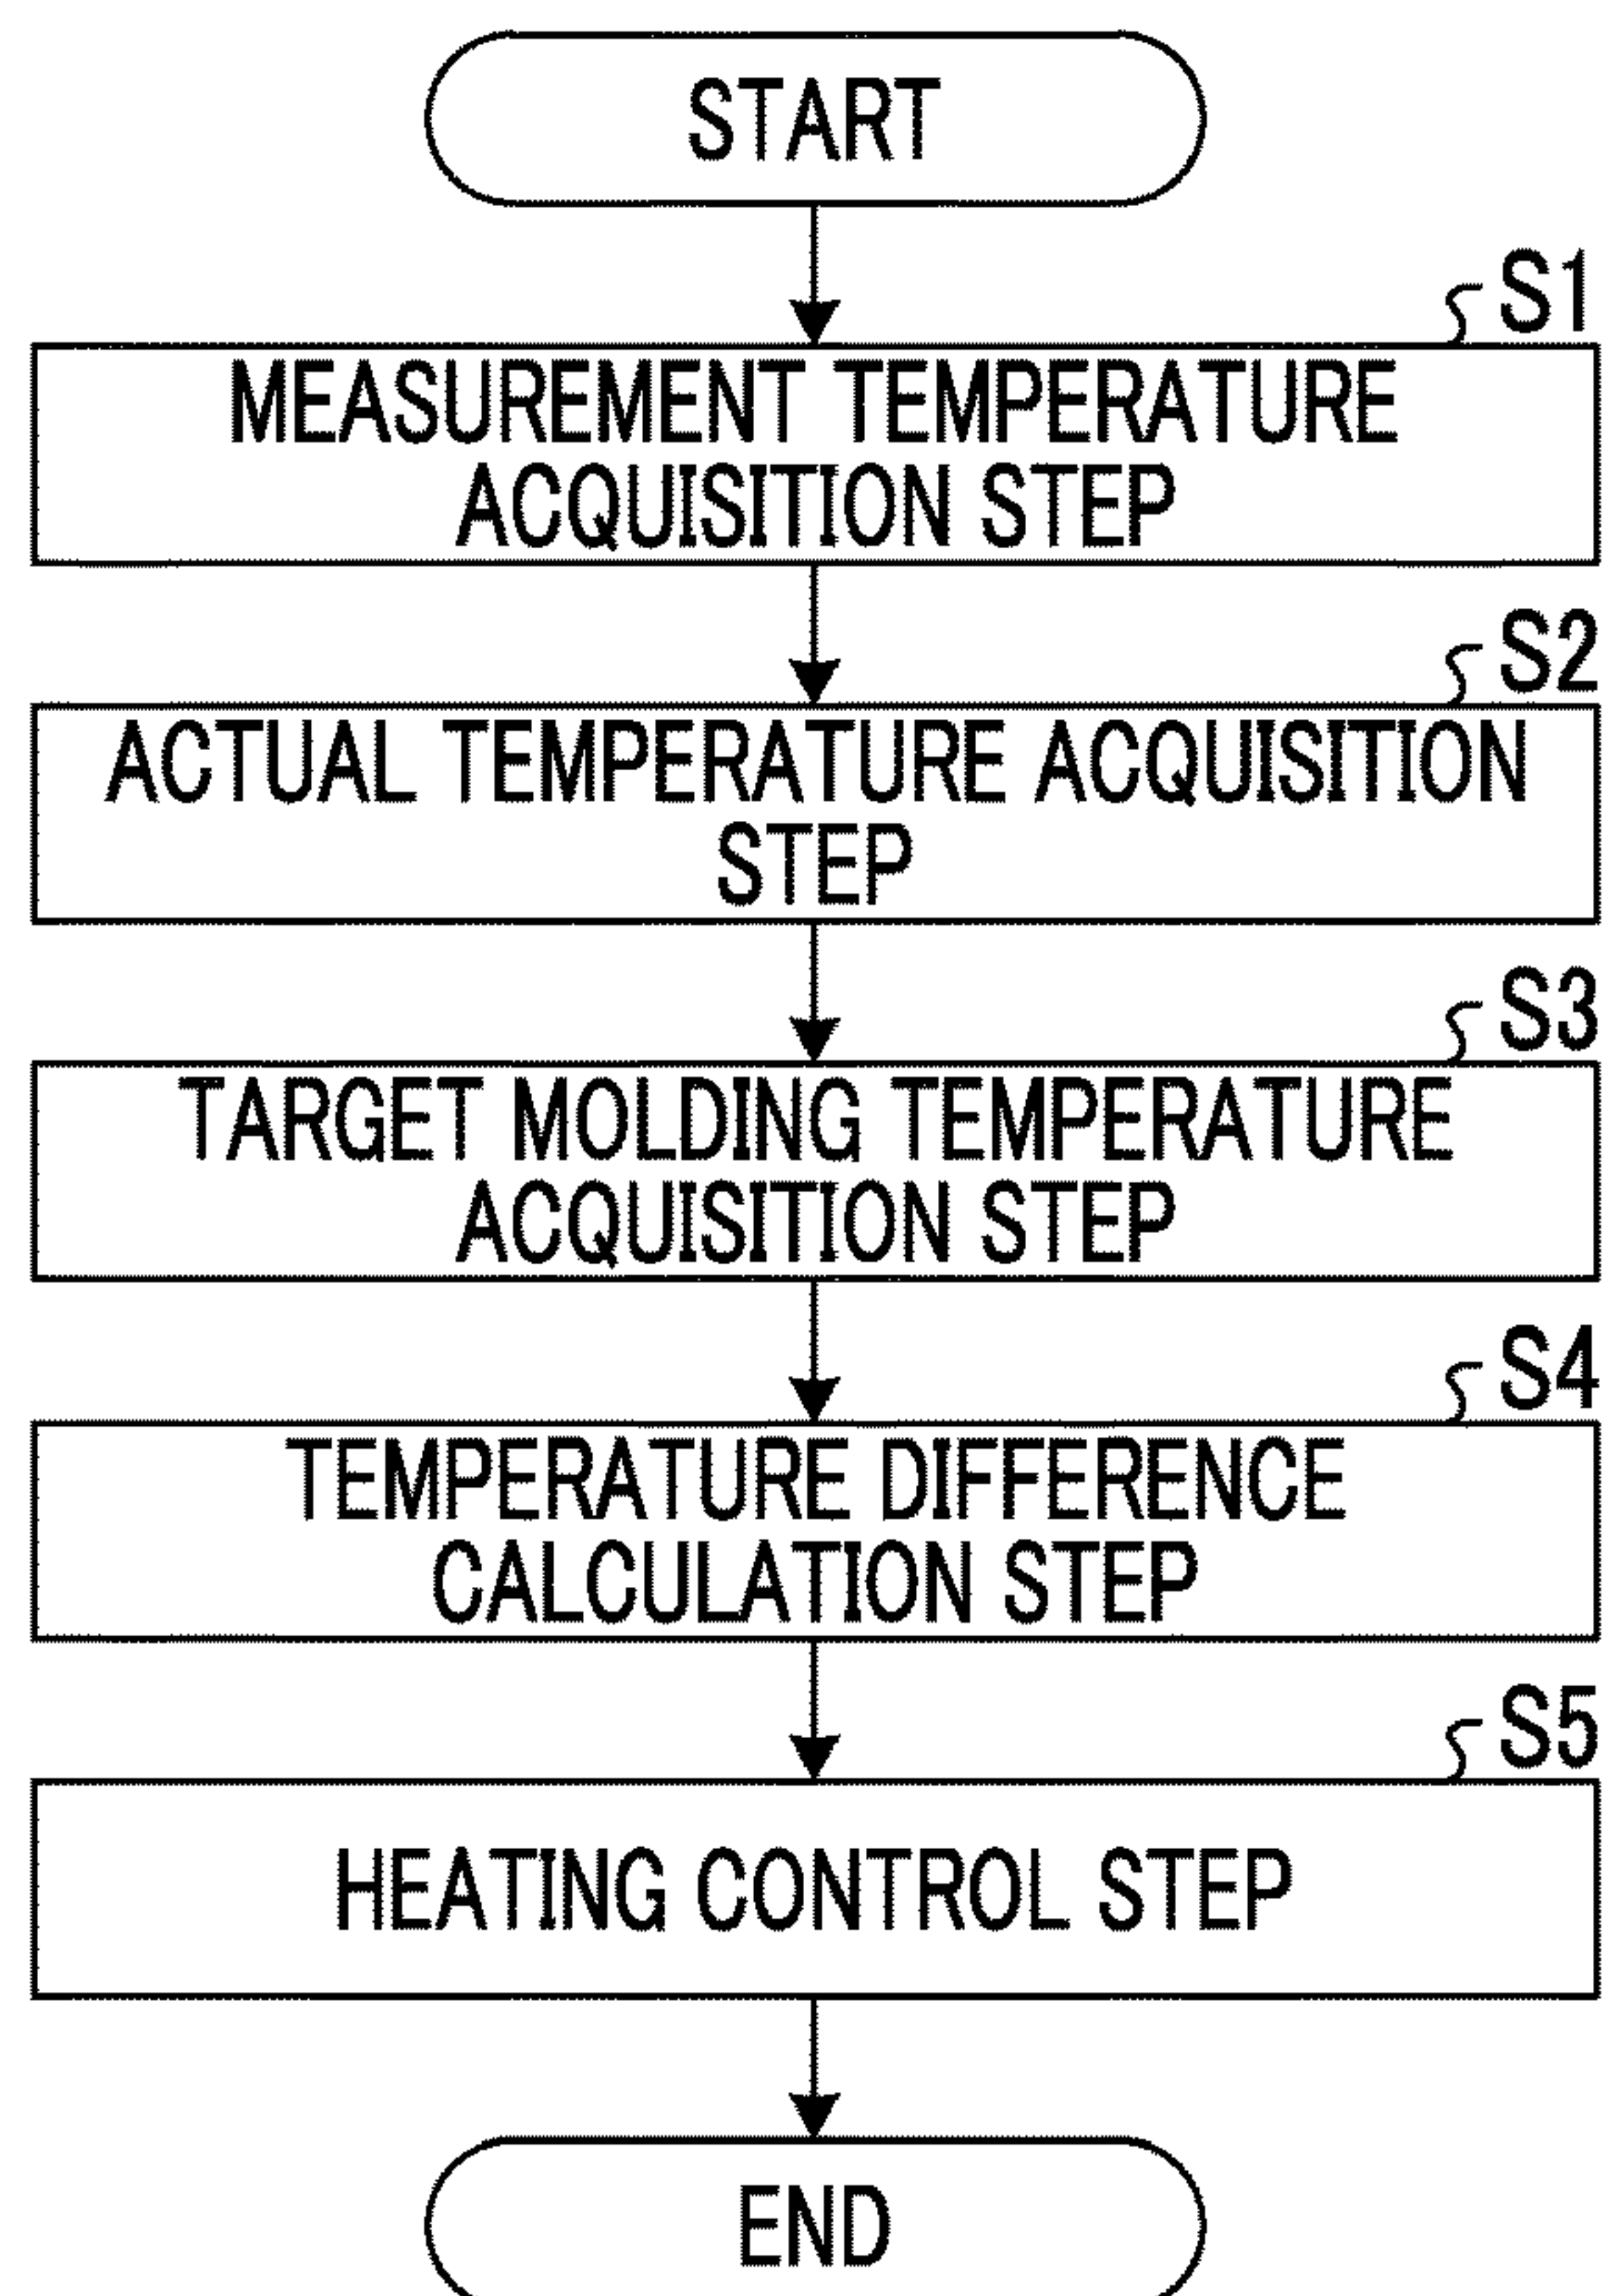 START
S1
MEASUREMENT TEMPERATURE
ACQUISITION STEP
S2
ACTUAL TEMPERATURE ACQUISITION
STEP
S3
TARGET MOLDING TEMPERATURE
ACQUISITION STEP
S4
TEMPERATURE DIFFERENCE
CALCULATION STEP
S5
HEATING CONTROL STEP
END